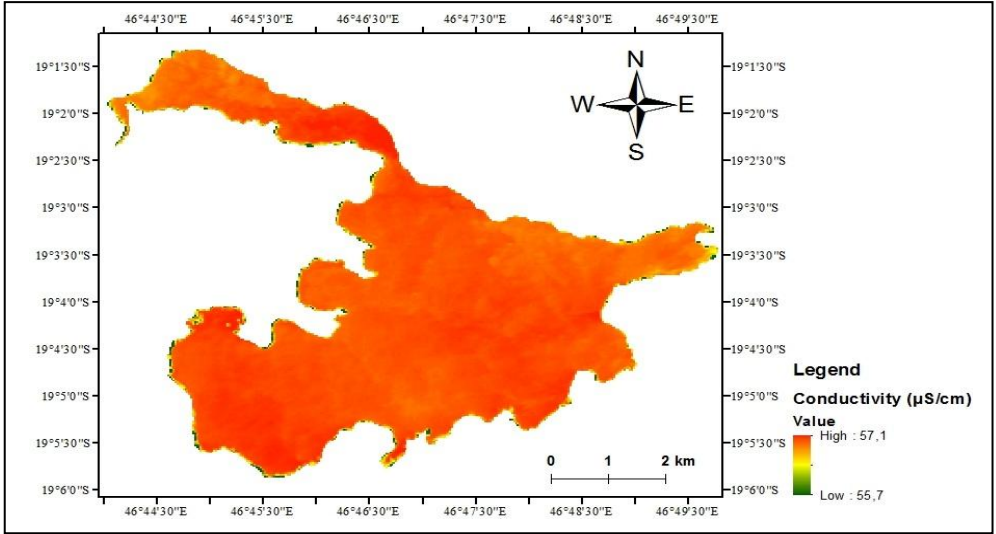 46°44'30"E 46°45'30"E 46°46'30"E 46°47'30"E 46°48'30"E 46°49'30"E
19°1'30"S 19°1'30"S
19°2'0"S 19°2'0"S
19°2'30"S 19°2'30"S
19°3'0"S 19°3'0"S
19°3'30"S 19°3'30"S
19°4'0"S 19°4'0"S
19°4'30"S 19°4'30"S
19°5'0"S 19°5'0"S
19°5'30"S 19°5'30"S
19°6'0"S 19°6'0"S
46°44'30"E 46°45'30"E 46°46'30"E 46°47'30"E 46°48'30"E 46°49'30"E
N
W E
S
0 1 2 km
Legend
Conductivity (µS/cm)
Value
High : 57,1
Low : 55,7